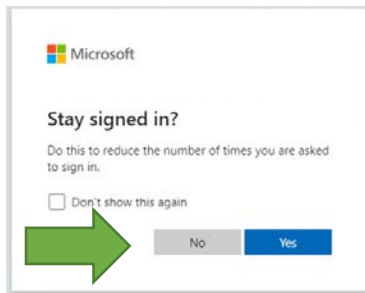 Microsoft
Stay signed in?
Do this to reduce the number of times you are asked
to sign in.
Don't show this again
No Yes